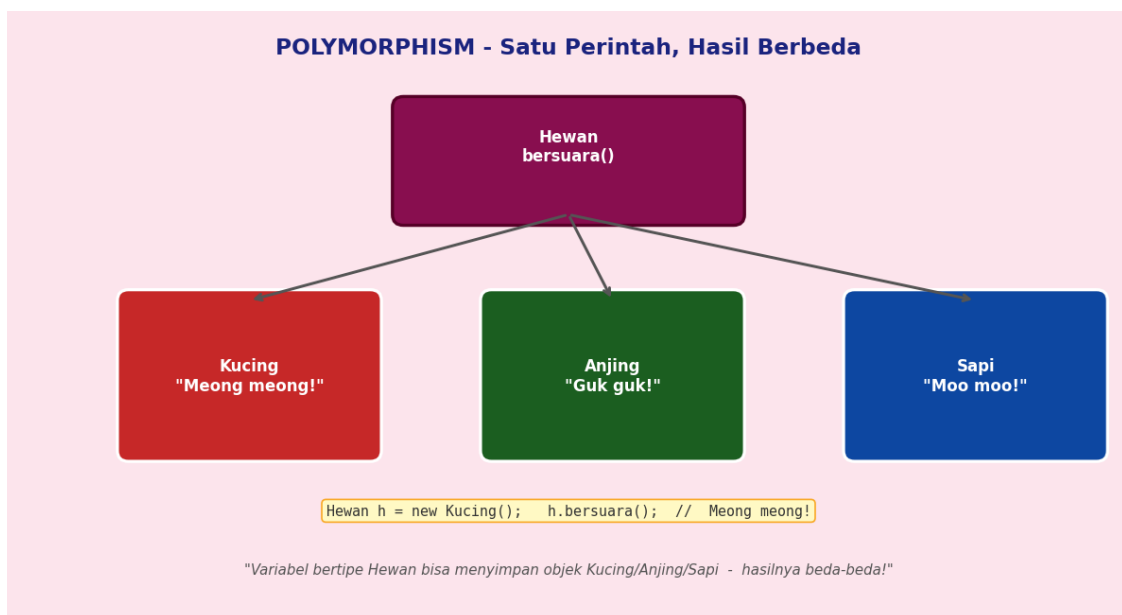 POLYMORPHISM - Satu Perintah, Hasil Berbeda
Hewan
bersuara()
Kucing
"Meong meong!"
Anjing
"Guk guk!"
Sapi
"Moo moo!"
Hewan h = new Kucing();   h.bersuara();  //  Meong meong!
"Variabel bertipe Hewan bisa menyimpan objek Kucing/Anjing/Sapi  -  hasilnya beda-beda!"